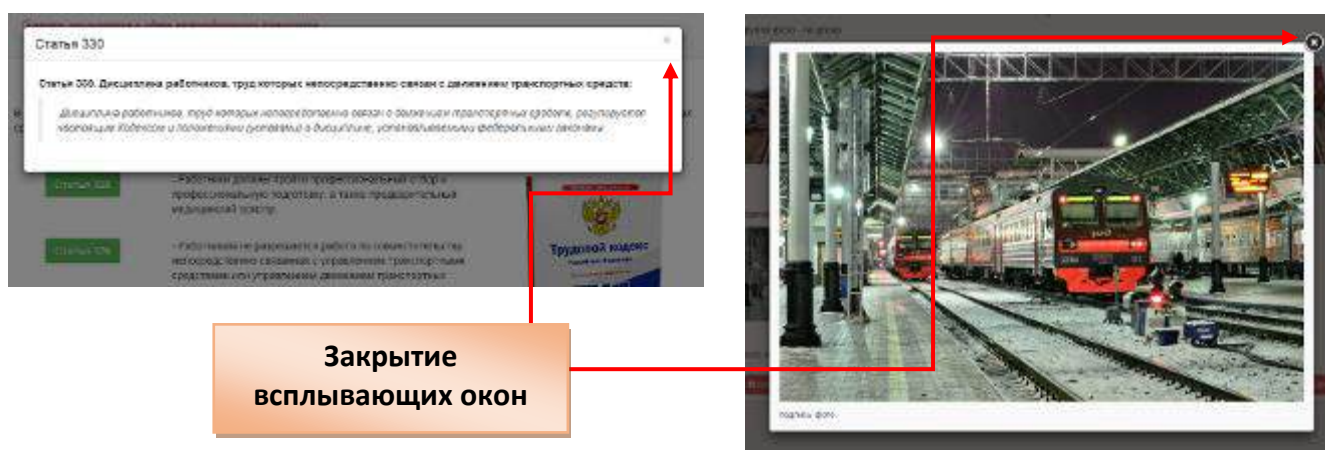 Статья 330
×
Статья 330. Дисциплина работников, труд которых непосредственно связан с движением транспортных средств:
Дисциплина работников, труд которых непосредственно связан с движением транспортных средств, регулируется
настоящим Кодексом и положениями (уставами) о дисциплине, утверждаемыми федеральными законами.
Статья 328
- Работники должны пройти профессиональный отбор и
профессиональную подготовку, а также предварительный
медицинский осмотр.
Статья 329
- Работникам не разрешается работа по совместительству,
непосредственно связанная с управлением транспортными
средствами или управлением движением транспортных
Трудовой кодекс
Закрытие
всплывающих окон
подпись фото